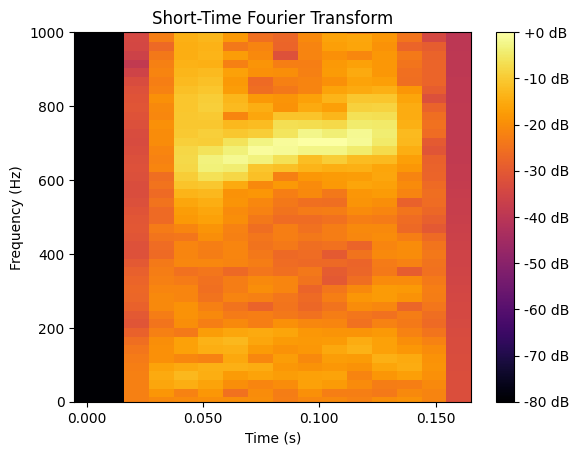 Short-Time Fourier Transform
Frequency (Hz)
1000
800
600
400
200
0
0.000
0.050
0.100
0.150
Time (s)
+0 dB
-10 dB
-20 dB
-30 dB
-40 dB
-50 dB
-60 dB
-70 dB
-80 dB